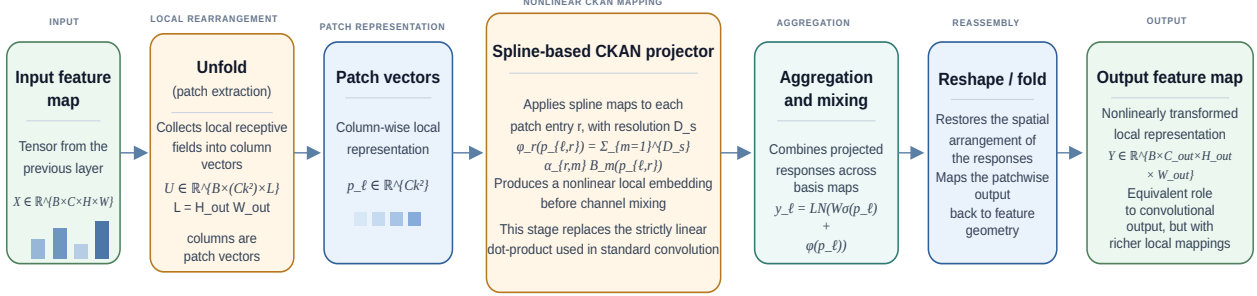 INPUT
Input feature
map
Tensor from the
previous layer
X ∈ ℝ^{B×C×H×W}
LOCAL REARRANGEMENT
Unfold
(patch extraction)
Collects local receptive
fields into column
vectors
U ∈ ℝ^{B×(Ck²)×L}
L = H_out W_out
columns are
patch vectors
PATCH REPRESENTATION
Patch vectors
Column-wise local
representation
p_ℓ ∈ ℝ^{Ck²}
NONLINEAR CKAN MAPPING
Spline-based CKAN projector
Applies spline maps to each
patch entry r, with resolution D_s
φ_r(p_{ℓ,r}) = Σ_{m=1}^{D_s}
α_{r,m} B_m(p_{ℓ,r})
Produces a nonlinear local embedding
before channel mixing
This stage replaces the strictly linear
dot-product used in standard convolution
AGGREGATION
Aggregation
and mixing
Combines projected
responses across
basis maps
y_ℓ = LN(Wσ(p_ℓ)
+
φ(p_ℓ))
REASSEMBLY
Reshape / fold
Restores the spatial
arrangement of
the responses
Maps the patchwise
output
back to feature
geometry
OUTPUT
Output feature map
Nonlinearly transformed
local representation
Y ∈ ℝ^{B×C_out×H_out
× W_out}
Equivalent role
to convolutional
output, but with
richer local mappings